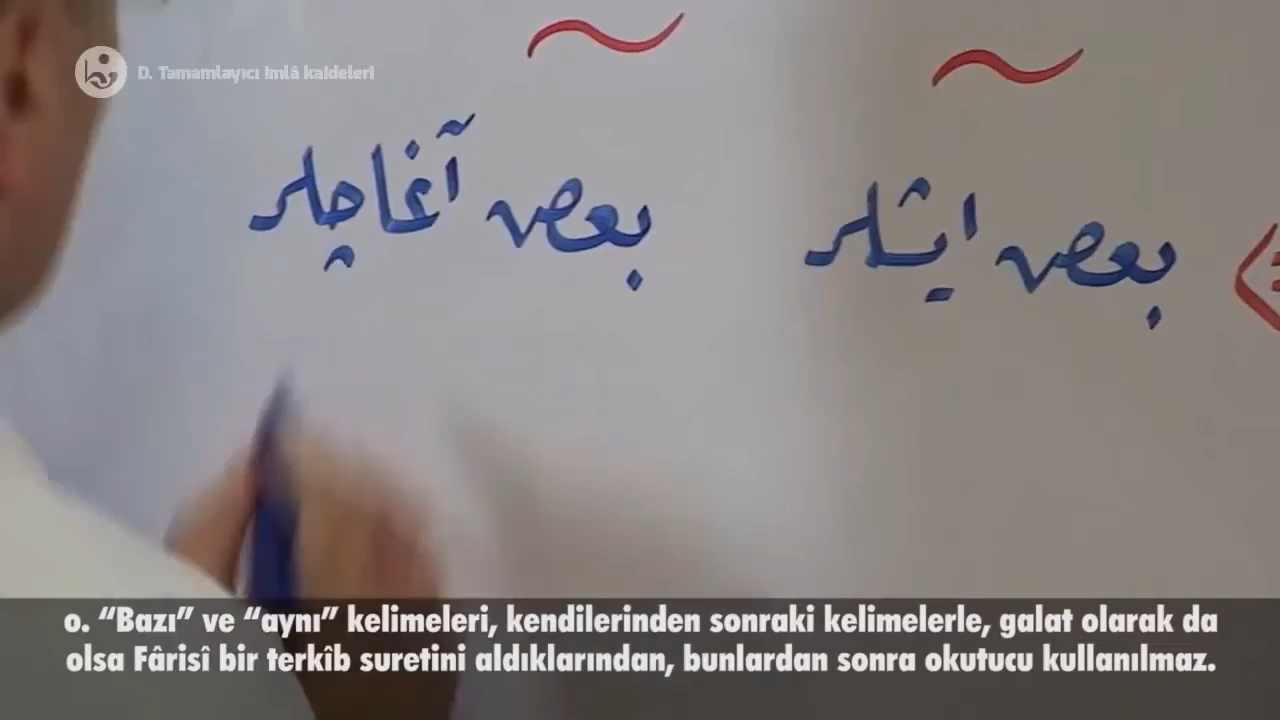 D. Tamamlayıcı imlâ kaideleri
بعض ایشلر
بعض آغاچلر
o. “Bazı” ve “aynı” kelimeleri, kendilerinden sonraki kelimelerle, galat olarak da
olsa Fârisî bir terkîb suretini aldıklarından, bunlardan sonra okutucu kullanılmaz.